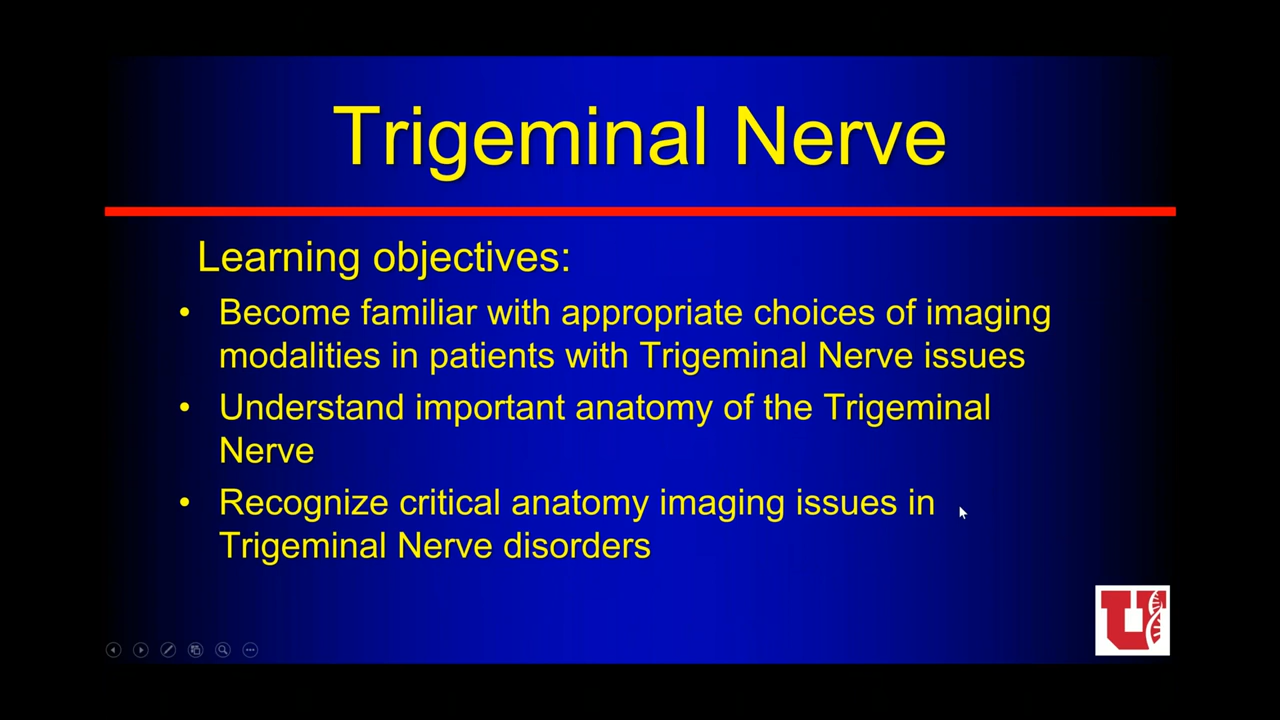 Trigeminal Nerve
Learning objectives:
• Become familiar with appropriate choices of imaging
modalities in patients with Trigeminal Nerve issues
• Understand important anatomy of the Trigeminal
Nerve
• Recognize critical anatomy imaging issues in
Trigeminal Nerve disorders
U